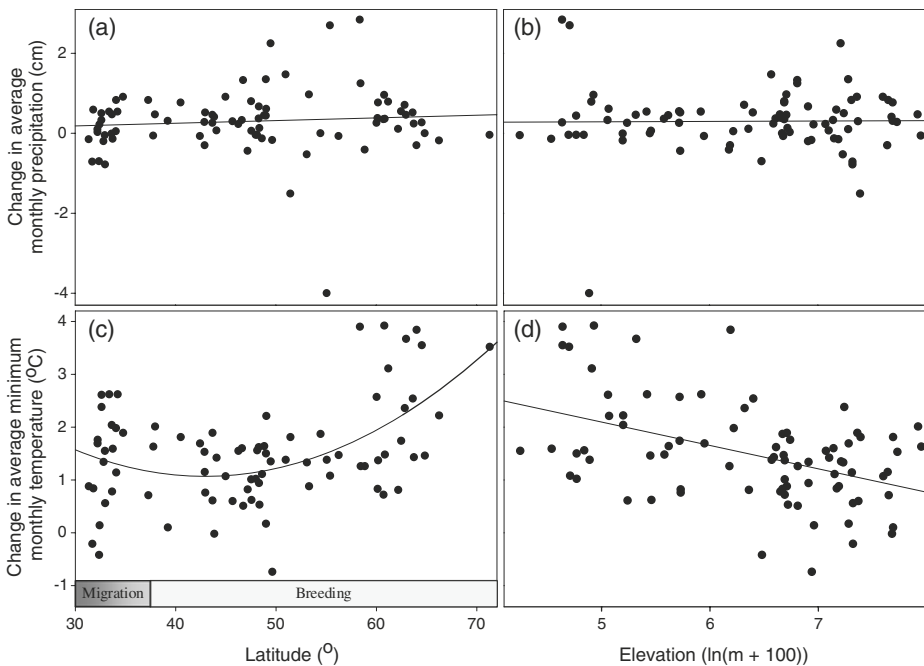 (a)
(b)
Change in average
monthly precipitation (cm)
2
0
-2
-4
(c)
(d)
Change in average minimum
monthly temperature (°C)
4
3
2
1
0
-1
Migration
Breeding
30 40 50 60 70
5 6 7
Latitude (°)
Elevation (ln(m + 100))